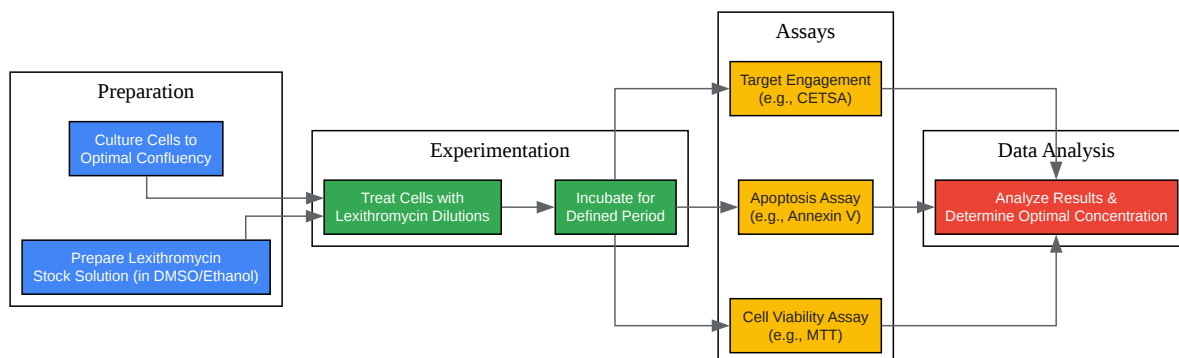 Preparation
Culture Cells to
Optimal Confluency
Prepare Lexithromycin
Stock Solution (in DMSO/Ethanol)
Experimentation
Treat Cells with
Lexithromycin Dilutions
Incubate for
Defined Period
Assays
Target Engagement
(e.g., CETSA)
Apoptosis Assay
(e.g., Annexin V)
Cell Viability Assay
(e.g., MTT)
Data Analysis
Analyze Results &
Determine Optimal Concentration